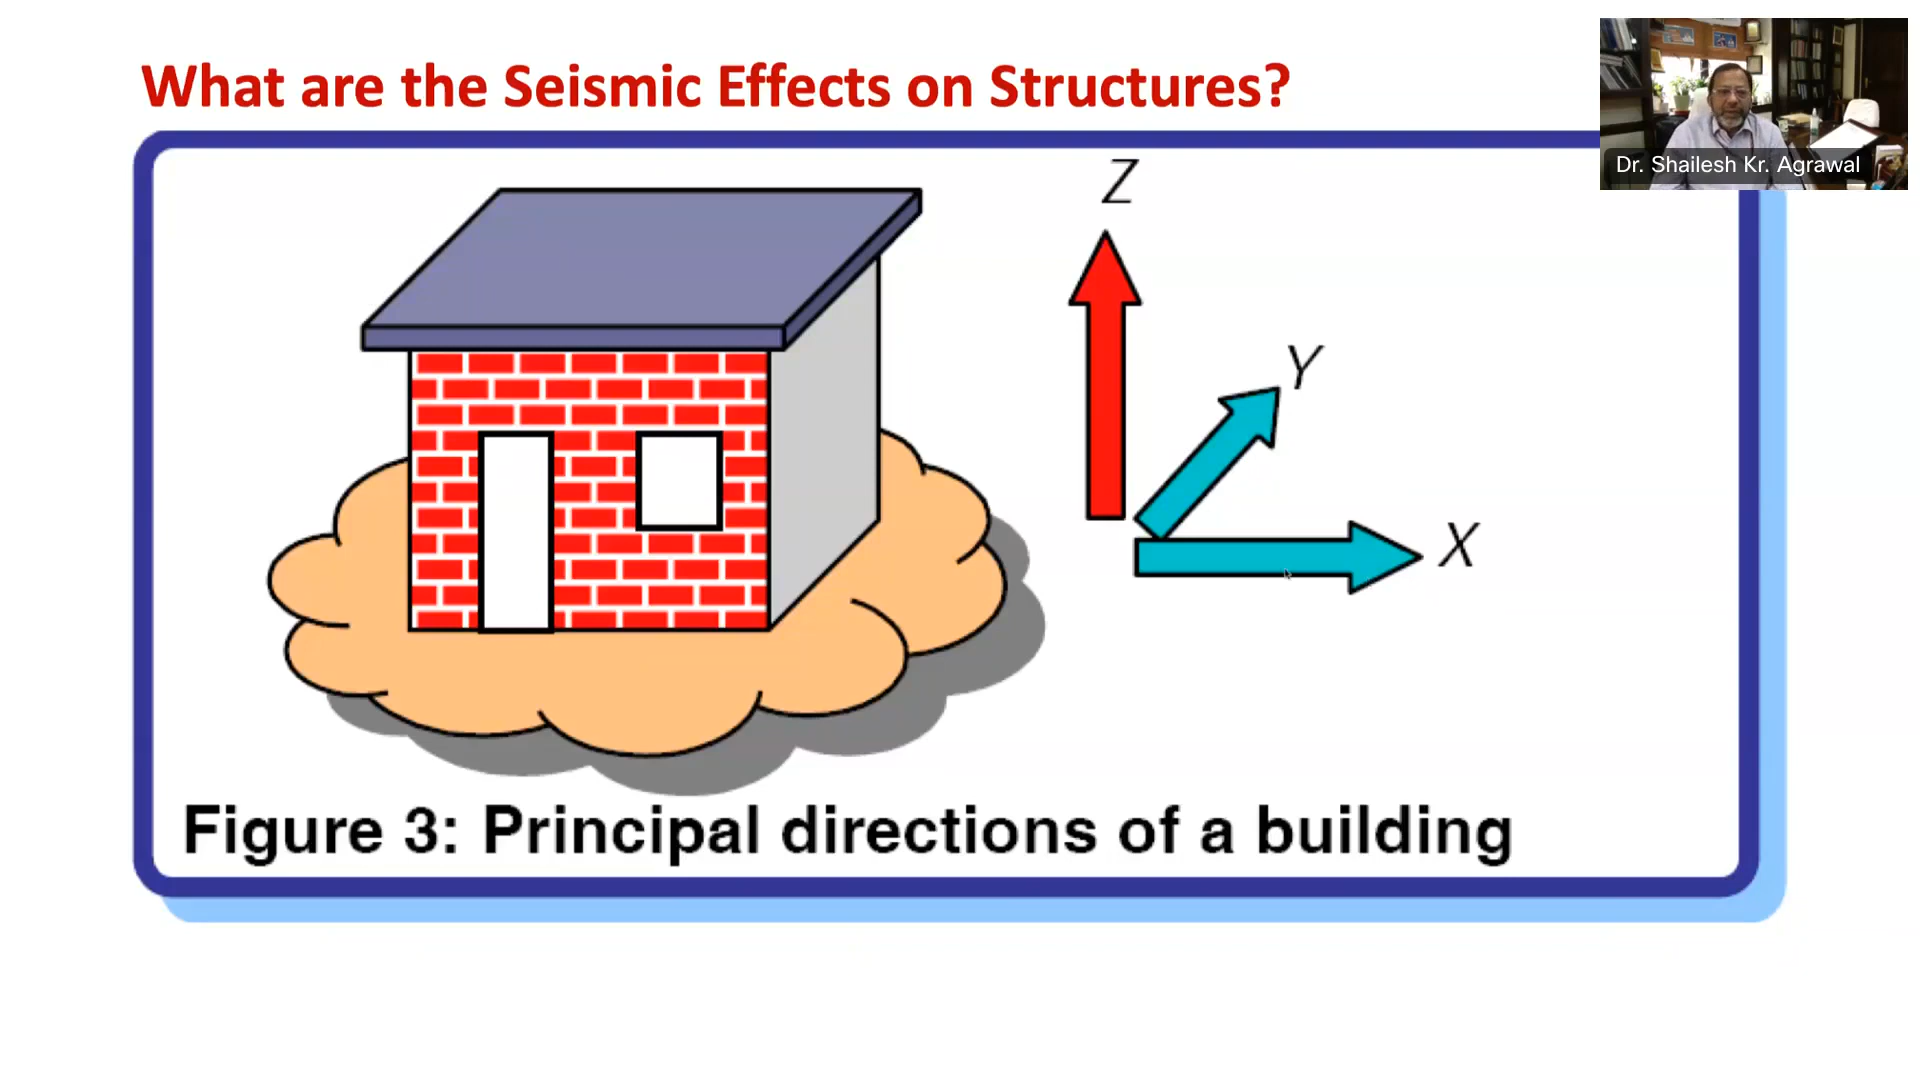 What are the Seismic Effects on Structures?
Dr. Shailesh Kr. Agrawal
Z
Y
X
Figure 3: Principal directions of a building